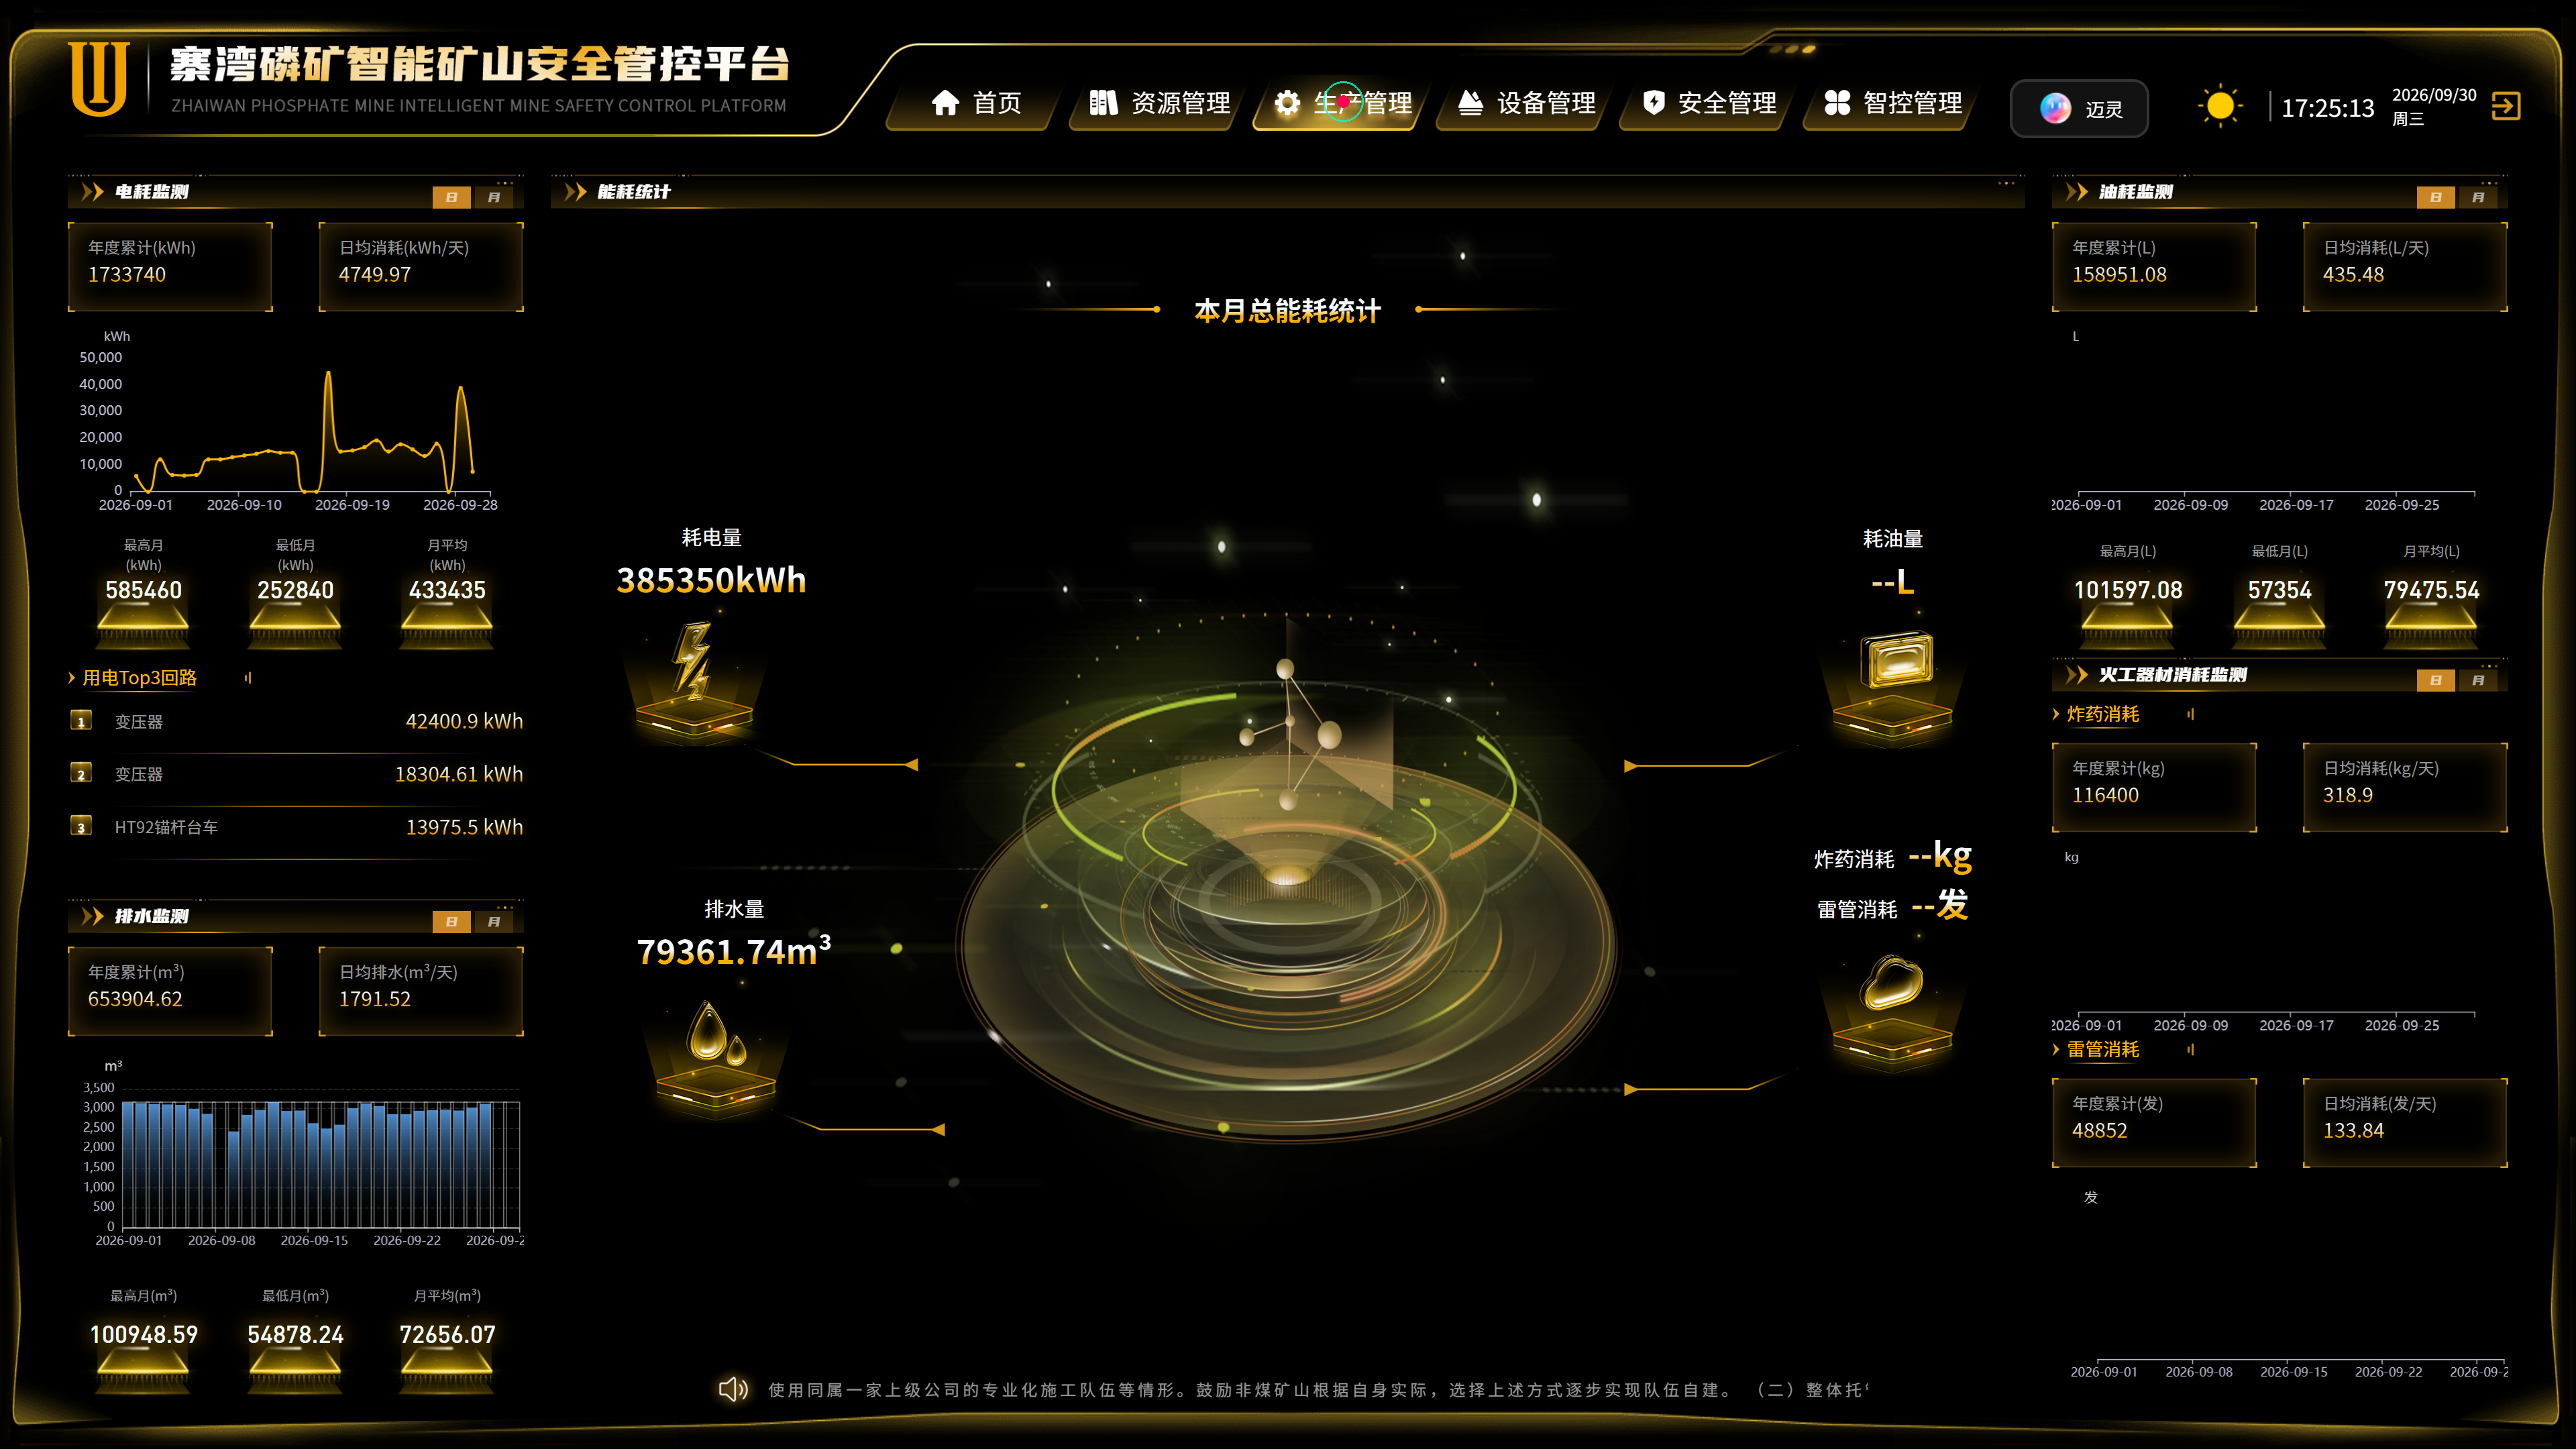 寨湾磷矿智能矿山安全管控平台
ZHAIWAN PHOSPHATE MINE INTELLIGENT MINE SAFETY CONTROL PLATFORM
首页
资源管理
生产管理
设备管理
安全管理
智控管理
迈灵
17:25:13
2026/09/30
周三
电耗监测
日 月
年度累计(kWh)
1733740
日均消耗(kWh/天)
4749.97
kWh
50,000
40,000
30,000
20,000
10,000
0
2026-09-01 2026-09-10 2026-09-19 2026-09-28
最高月
(kWh)
585460
最低月
(kWh)
252840
月平均
(kWh)
433435
用电Top3回路
1 变压器 42400.9 kWh
2 变压器 18304.61 kWh
3 HT92锚杆台车 13975.5 kWh
排水监测
日 月
年度累计(m³)
653904.62
日均排水(m³/天)
1791.52
m³
3,500
3,000
2,500
2,000
1,500
1,000
500
0
2026-09-01 2026-09-08 2026-09-15 2026-09-22 2026-09-2
最高月(m³)
100948.59
最低月(m³)
54878.24
月平均(m³)
72656.07
能耗统计
本月总能耗统计
耗电量
385350kWh
排水量
79361.74m³
耗油量
--L
炸药消耗 --kg
雷管消耗 --发
使用同属一家上级公司的专业化施工队伍等情形。鼓励非煤矿山根据自身实际，选择上述方式逐步实现队伍自建。 （二）整体托
油耗监测
日 月
年度累计(L)
158951.08
日均消耗(L/天)
435.48
L
2026-09-01 2026-09-09 2026-09-17 2026-09-25
最高月(L)
101597.08
最低月(L)
57354
月平均(L)
79475.54
火工器材消耗监测
日 月
炸药消耗
年度累计(kg)
116400
日均消耗(kg/天)
318.9
kg
2026-09-01 2026-09-09 2026-09-17 2026-09-25
雷管消耗
年度累计(发)
48852
日均消耗(发/天)
133.84
发
2026-09-01 2026-09-08 2026-09-15 2026-09-22 2026-09-2